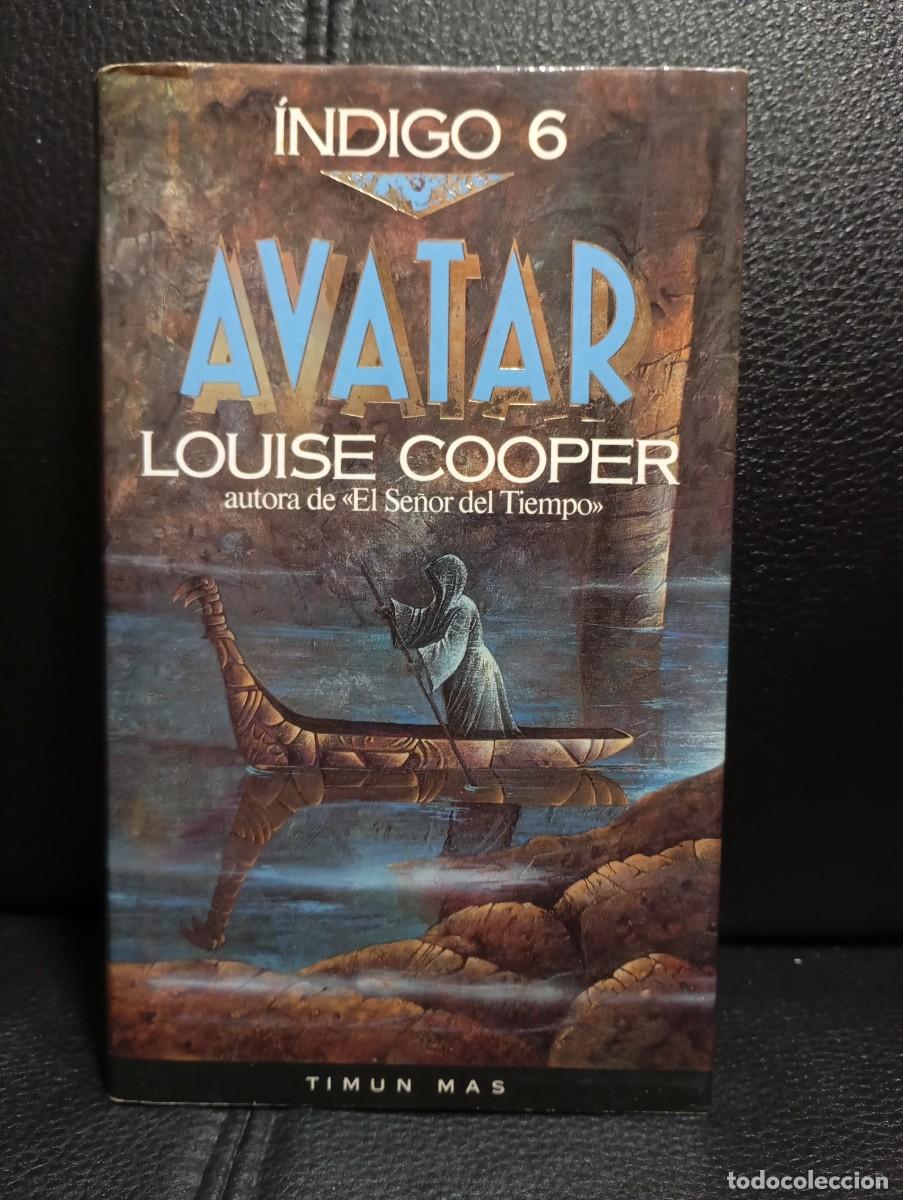 ÍNDIGO 6
AVATAR
LOUISE COOPER
autora de «El Señor del Tiempo»
TIMUN MAS
todocoleccion